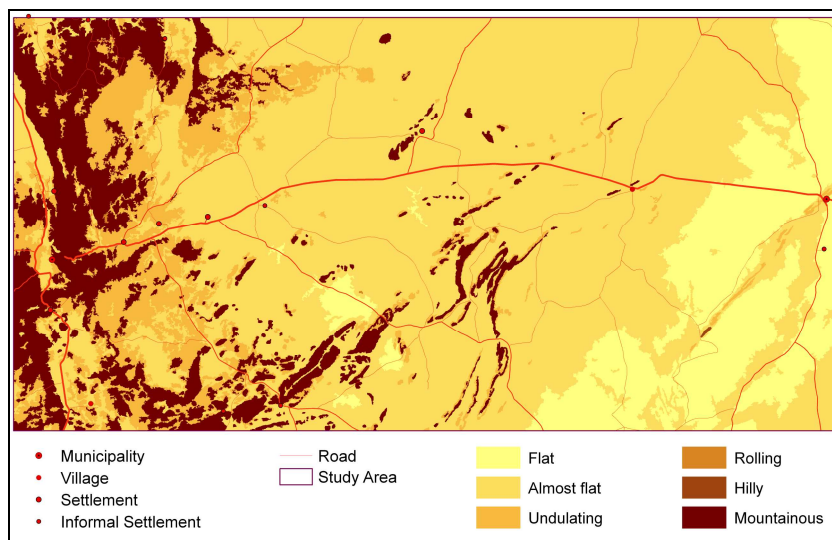 Municipality
Village
Settlement
Informal Settlement
Road
Study Area
Flat
Almost flat
Undulating
Rolling
Hilly
Mountainous